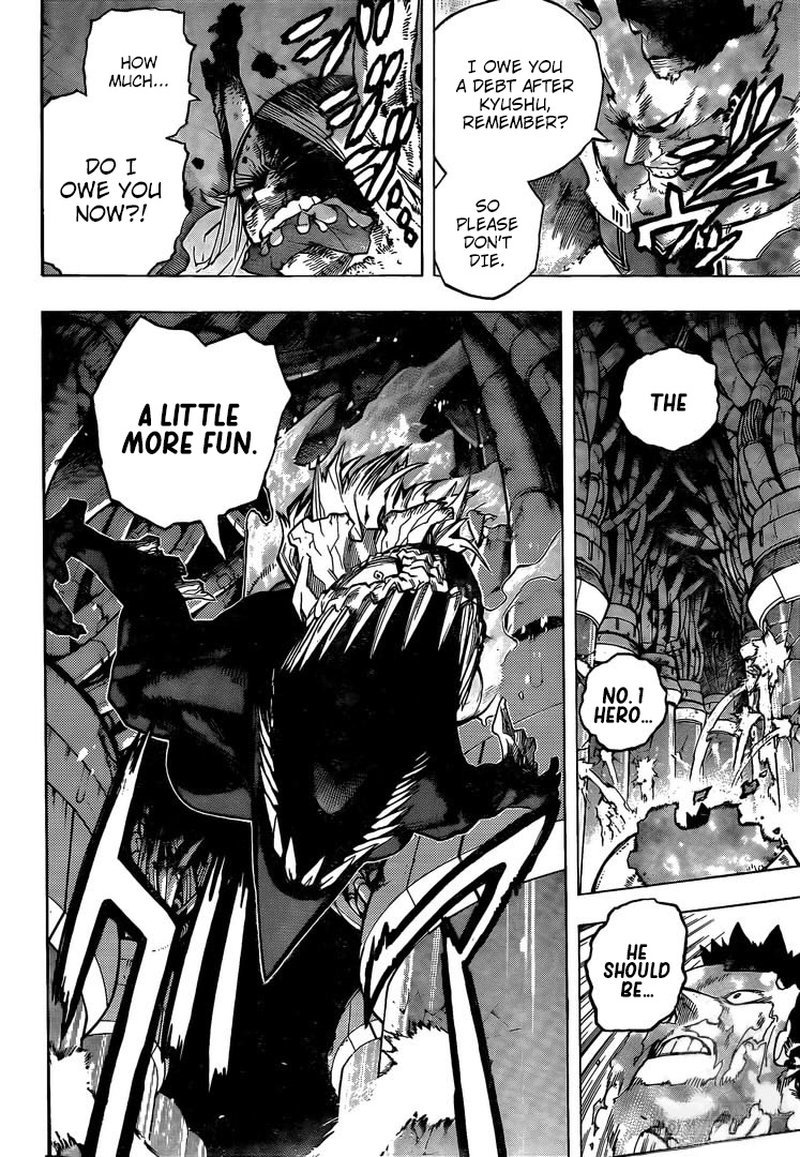 I OWE YOU
A DEBT AFTER
KYUSHU,
REMEMBER?
SO
PLEASE
DON'T
DIE.
HOW
MUCH...
DO I
OWE YOU
NOW?!
THE
NO. 1
HERO...
HE
SHOULD
BE...
A LITTLE
MORE FUN.